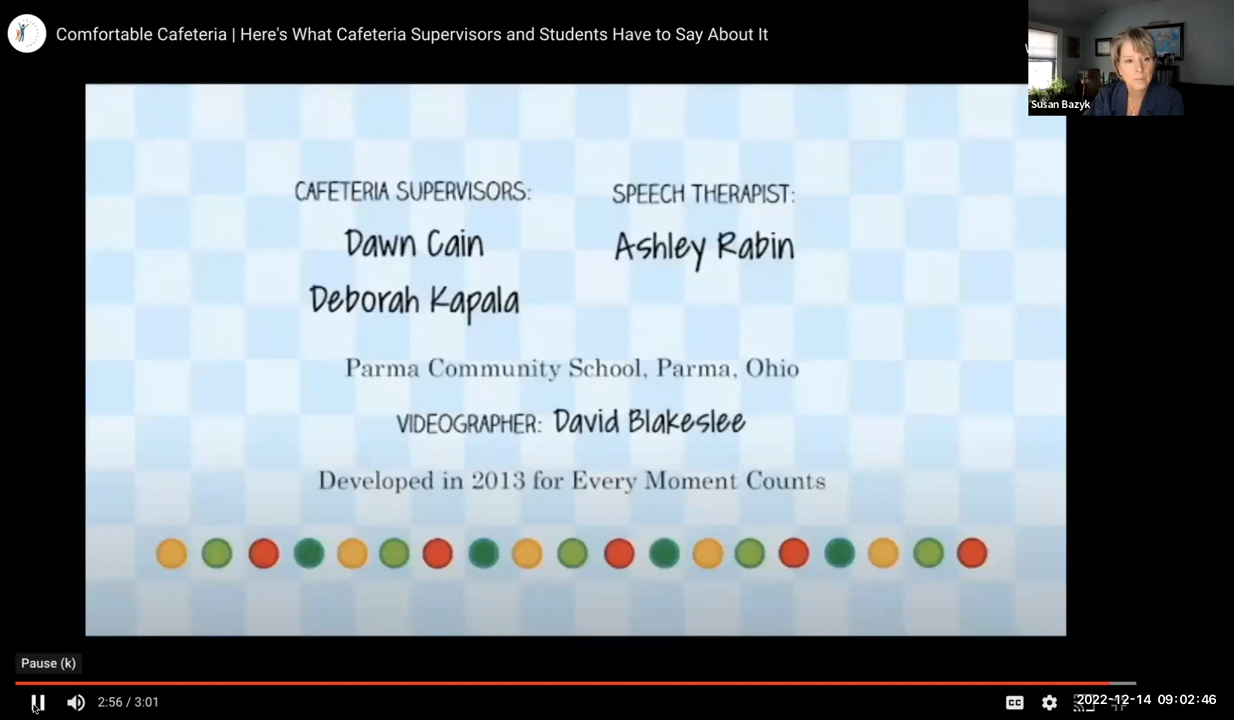 Comfortable Cafeteria | Here's What Cafeteria Supervisors and Students Have to Say About It
Susan Bazyk
CAFETERIA SUPERVISORS:
Dawn Cain
Deborah Kapala
SPEECH THERAPIST:
Ashley Rabin
Parma Community School, Parma, Ohio
VIDEOGRAPHER: David Blakeslee
Developed in 2013 for Every Moment Counts
Pause (k)
2:56 / 3:01
CC
2022-12-14 09:02:46